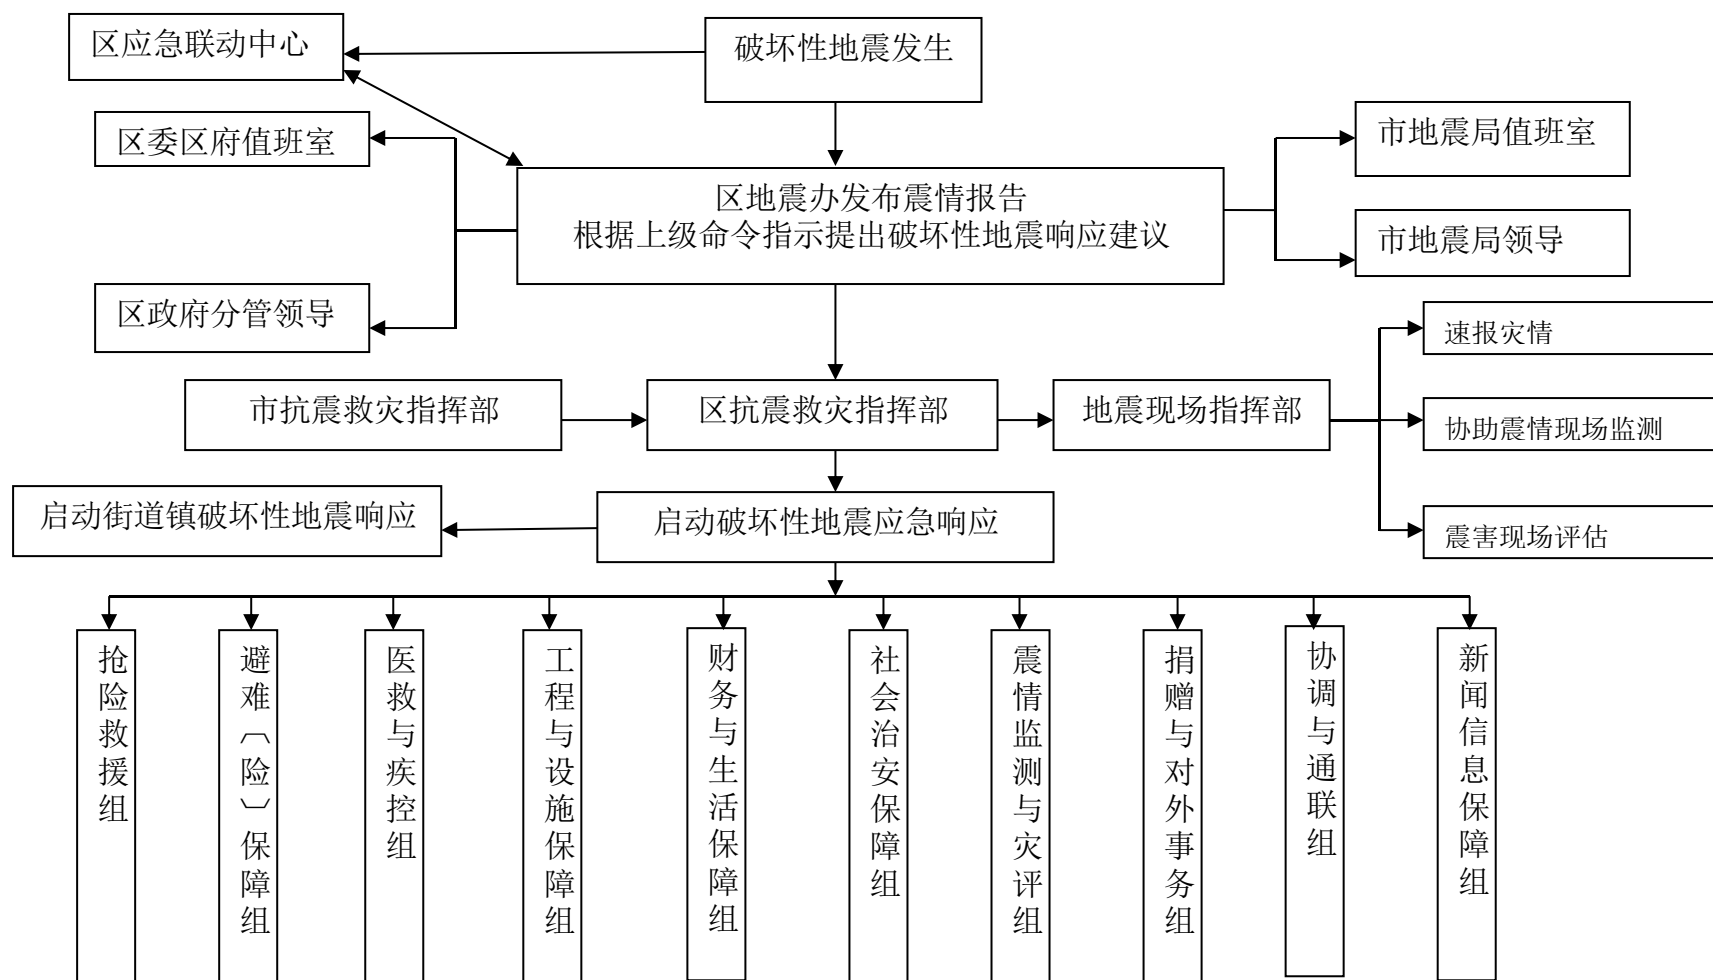 区应急联动中心
破坏性地震发生
区委区府值班室
市地震局值班室
区地震办发布震情报告
根据上级命令指示提出破坏性地震响应建议
市地震局领导
区政府分管领导
速报灾情
市抗震救灾指挥部
区抗震救灾指挥部
地震现场指挥部
协助震情现场监测
启动街道镇破坏性地震响应
启动破坏性地震应急响应
震害现场评估
抢险救援组
避难〔险〕保障组
医救与疾控组
工程与设施保障组
财务与生活保障组
社会治安保障组
震情监测与灾评组
捐赠与对外事务组
协调与通联组
新闻信息保障组